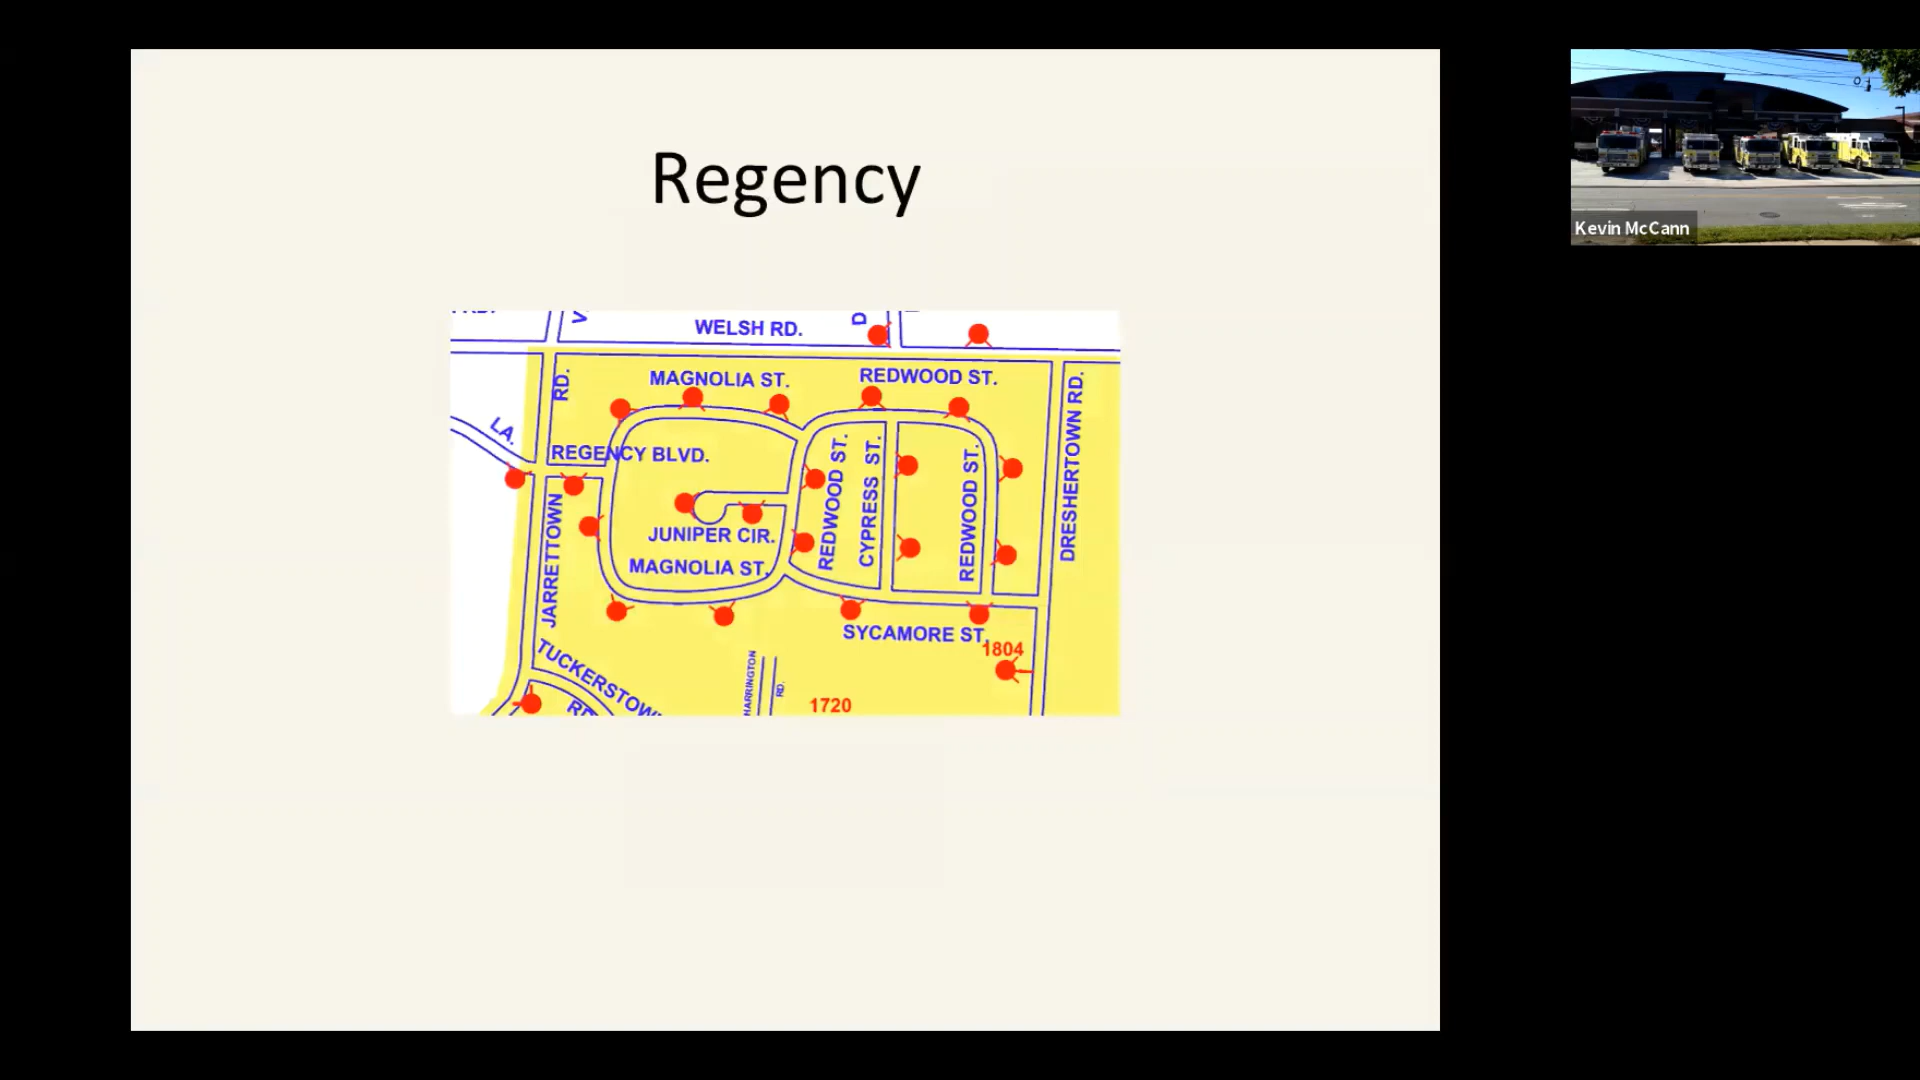 Regency
WELSH RD.
D
V
MAGNOLIA ST.
REDWOOD ST.
RD.
LA.
REGENCY BLVD.
REDWOOD ST.
CYPRESS ST.
REDWOOD ST.
DRESHERTOWN RD.
JUNIPER CIR.
MAGNOLIA ST.
JARRETTOWN
SYCAMORE ST.
1804
TUCKERSTOW
RD
HARRINGTON
RD.
1720
Kevin McCann